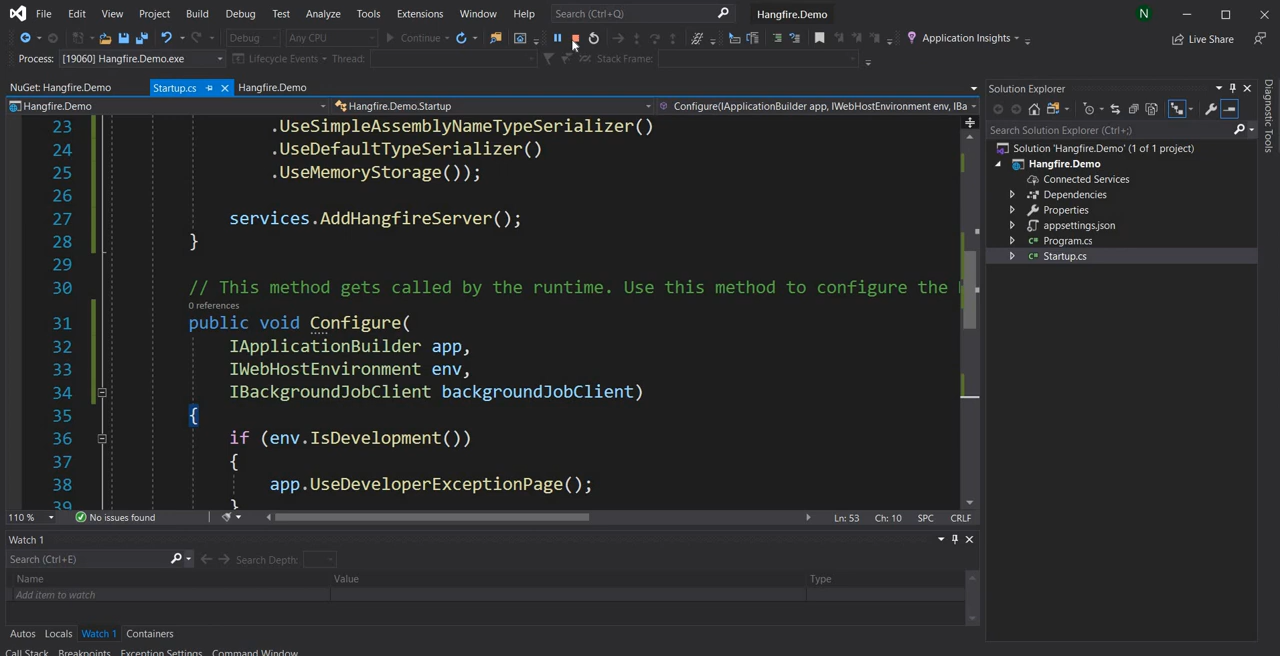 File Edit View Project Build Debug Test Analyze Tools Extensions Window Help Search (Ctrl+Q) Hangfire.Demo N
Debug Any CPU Continue Application Insights Live Share
Process: [19060] Hangfire.Demo.exe Lifecycle Events Thread: Stack Frame:
NuGet: Hangfire.Demo Startup.cs Hangfire.Demo
Hangfire.Demo Hangfire.Demo.Startup Configure(IApplicationBuilder app, IWebHostEnvironment env, IBa
23 .UseSimpleAssemblyNameTypeSerializer()
24 .UseDefaultTypeSerializer()
25 .UseMemoryStorage());
26
27 services.AddHangfireServer();
28 }
29
30 // This method gets called by the runtime. Use this method to configure the
0 references
31 public void Configure(
32 IApplicationBuilder app,
33 IWebHostEnvironment env,
34 IBackgroundJobClient backgroundJobClient)
35 {
36 if (env.IsDevelopment())
37 {
38 app.UseDeveloperExceptionPage();
39 }
110 % No issues found Ln: 53 Ch: 10 SPC CRLF
Watch 1
Search (Ctrl+E) Search Depth:
Name Value Type
Add item to watch
Autos Locals Watch 1 Containers
Call Stack Breakpoints Exception Settings Command Window
Solution Explorer
Search Solution Explorer (Ctrl+;)
Solution 'Hangfire.Demo' (1 of 1 project)
Hangfire.Demo
Connected Services
Dependencies
Properties
appsettings.json
C# Program.cs
C# Startup.cs
Diagnostic Tools